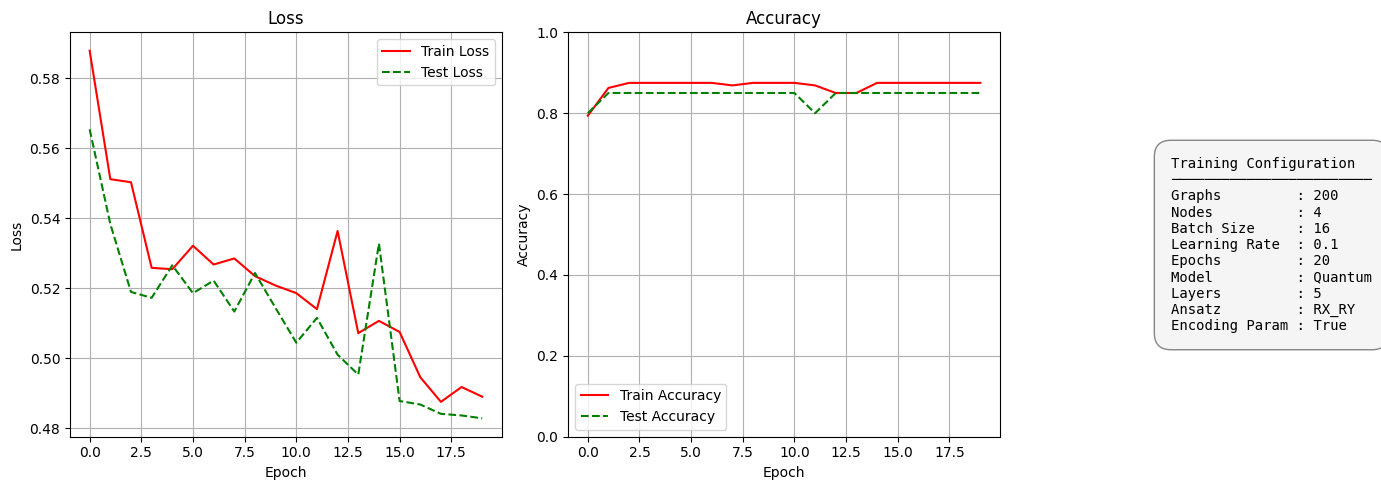 Loss
Train Loss
Test Loss
0.58
0.56
0.54
0.52
0.50
0.48
Loss
0.0 2.5 5.0 7.5 10.0 12.5 15.0 17.5
Epoch
Accuracy
1.0
0.8
0.6
0.4
0.2
0.0
Accuracy
Train Accuracy
Test Accuracy
0.0 2.5 5.0 7.5 10.0 12.5 15.0 17.5
Epoch
Training Configuration
Graphs : 200
Nodes : 4
Batch Size : 16
Learning Rate : 0.1
Epochs : 20
Model : Quantum
Layers : 5
Ansatz : RX_RY
Encoding Param : True